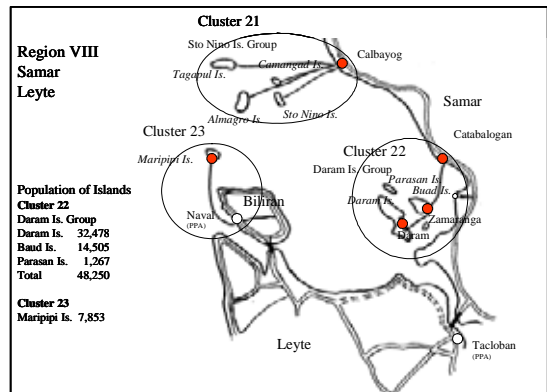 Cluster 21
Region VIII
Samar
Leyte
Sto Nino Is. Group
Calbayog
Camangad Is.
Tagapul Is.
Almagro Is.
Sto Nino Is.
Samar
Cluster 23
Catabalogan
Maripipi Is.
Cluster 22
Daram Is. Group
Parasan Is.
Buad Is.
Daram Is.
Biliran
Naval
(PPA)
Zamaranga
Daram
Population of Islands
Cluster 22
Daram Is. Group
Daram Is. 32,478
Baud Is. 14,505
Parasan Is. 1,267
Total 48,250
Cluster 23
Maripipi Is. 7,853
Leyte
Tacloban
(PPA)